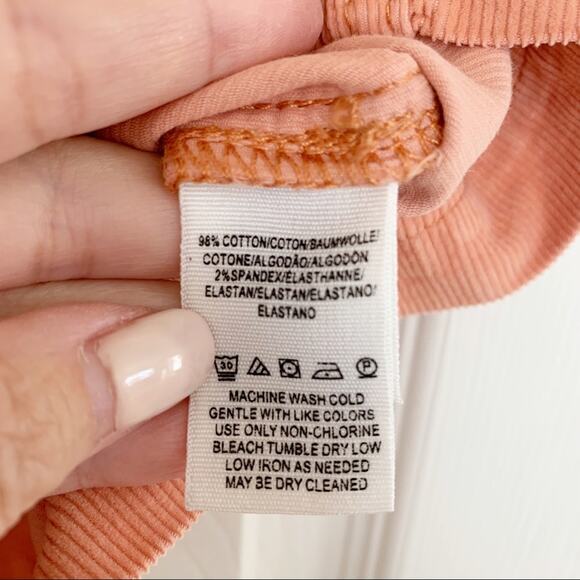 98% COTTON/COTON/BAUMWOLLE/
COTONE/ALGODÃO/ALGODON
2%SPANDEX/ÉLASTHANNE/
ELASTAN/ELASTAN/ELASTANO/
ELASTANO
30 P
MACHINE WASH COLD
GENTLE WITH LIKE COLORS
USE ONLY NON-CHLORINE
BLEACH TUMBLE DRY LOW
LOW IRON AS NEEDED
MAY BE DRY CLEANED